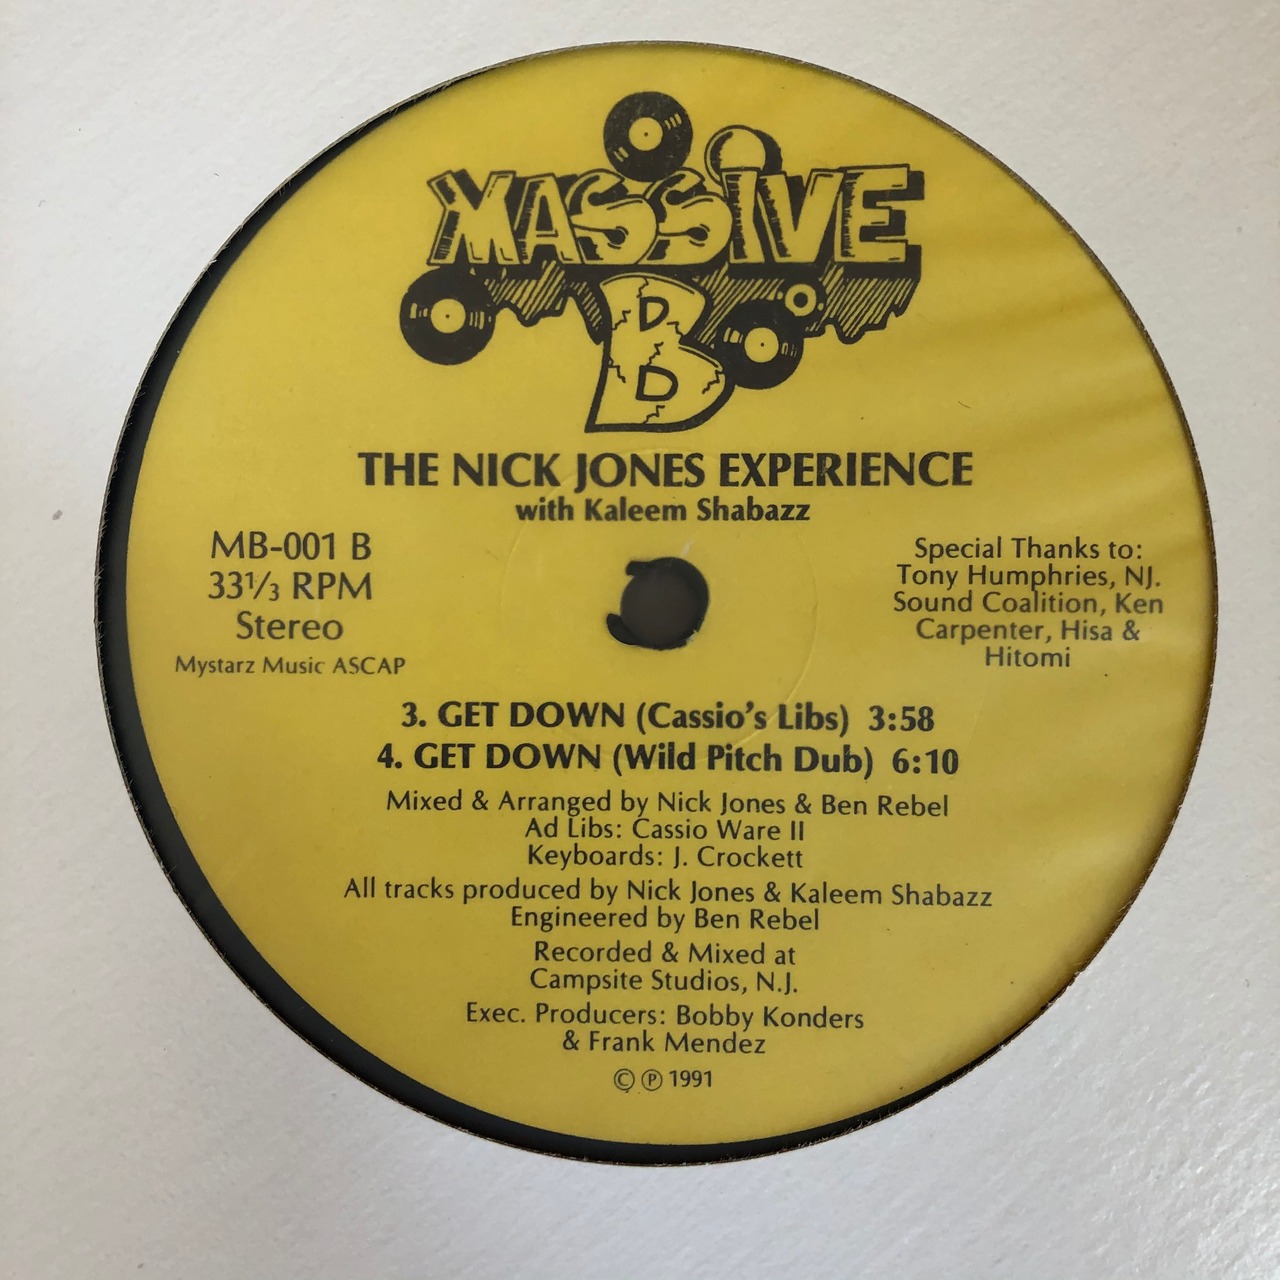 MASSIVE
B
THE NICK JONES EXPERIENCE
with Kaleem Shabazz
MB-001 B
33⅓ RPM
Stereo
Mystarz Music ASCAP
Special Thanks to:
Tony Humphries, NJ.
Sound Coalition, Ken
Carpenter, Hisa &
Hitomi
3. GET DOWN (Cassio's Libs) 3:58
4. GET DOWN (Wild Pitch Dub) 6:10
Mixed & Arranged by Nick Jones & Ben Rebel
Ad Libs: Cassio Ware II
Keyboards: J. Crockett
All tracks produced by Nick Jones & Kaleem Shabazz
Engineered by Ben Rebel
Recorded & Mixed at
Campsite Studios, N.J.
Exec. Producers: Bobby Konders
& Frank Mendez
© ℗ 1991